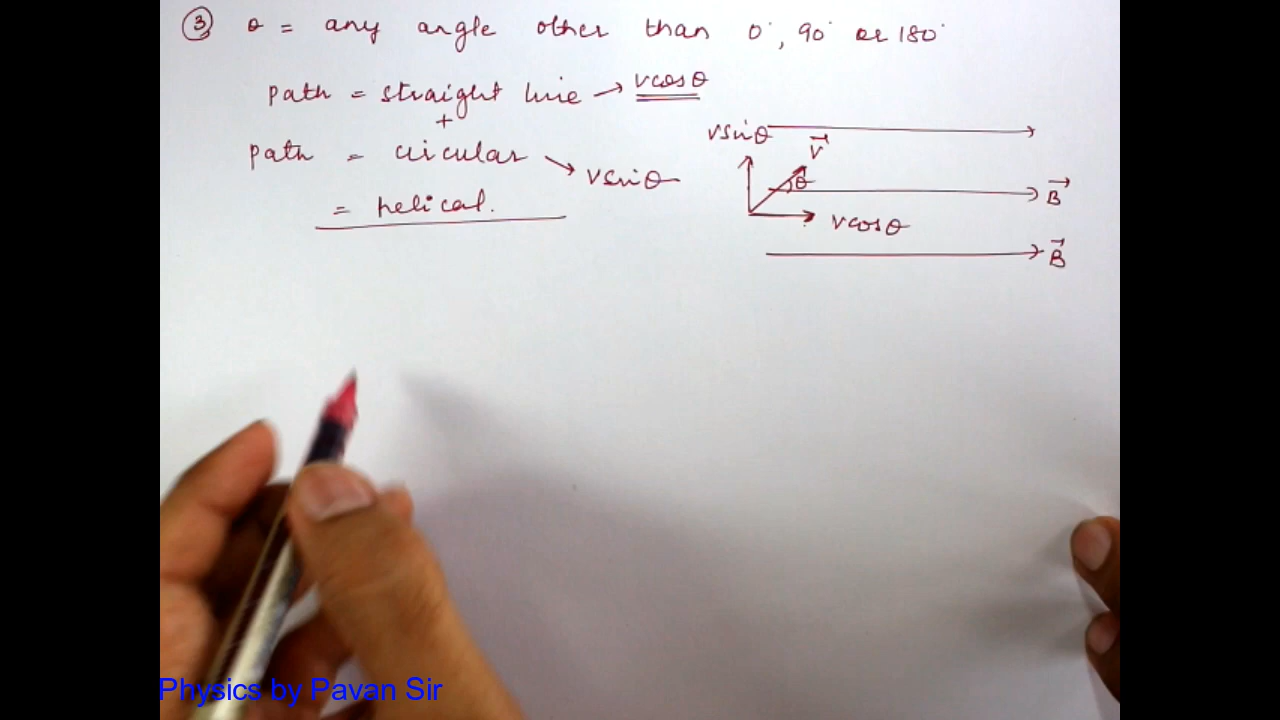 ③ θ = any angle other than 0°, 90° or 180°
path = straight line → vcosθ
+
path = circular → vsinθ
= helical.
vsinθ
v⃗
θ
B⃗
vcosθ
B⃗
Physics by Pavan Sir